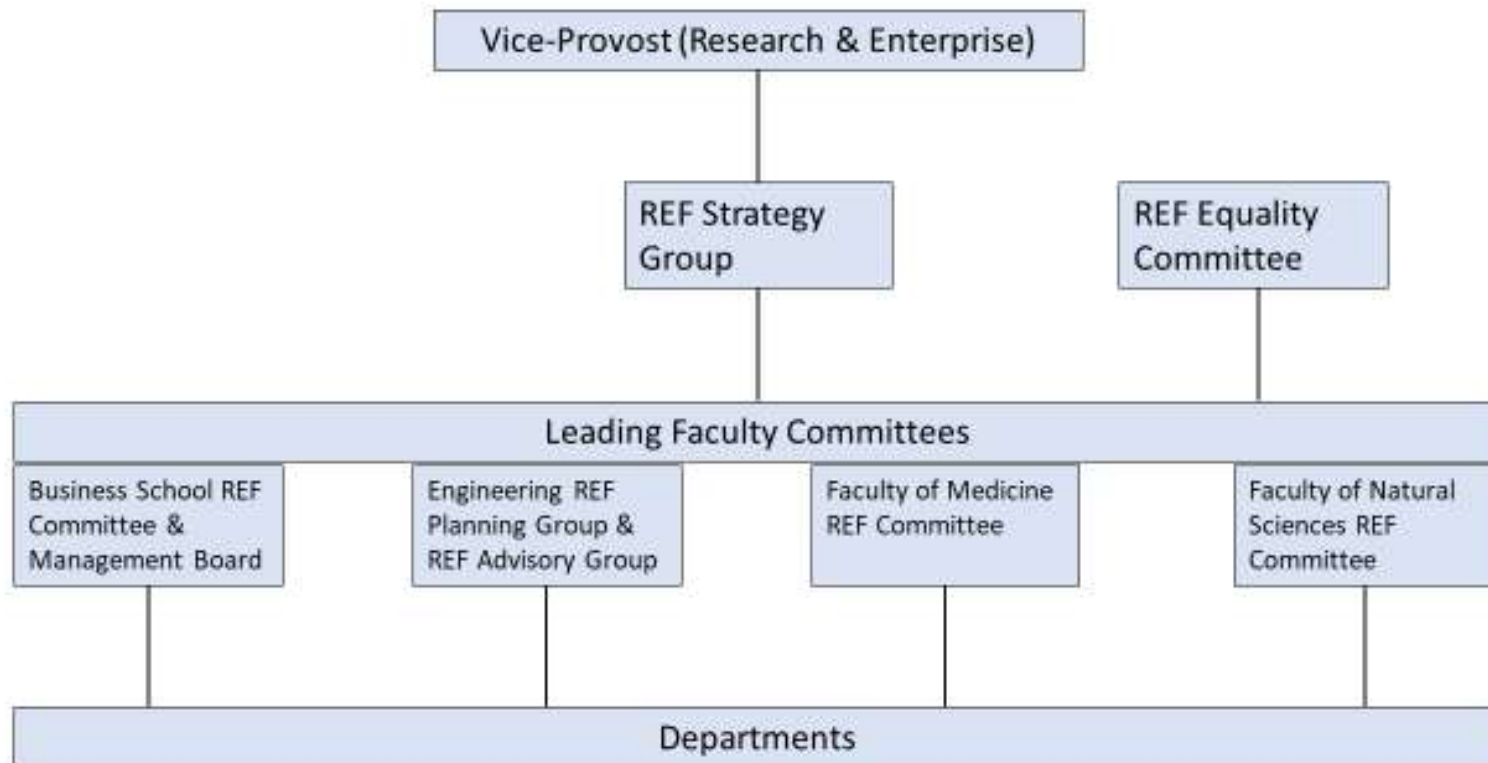 Vice-Provost (Research & Enterprise)
REF Strategy
Group
REF Equality
Committee
Leading Faculty Committees
Business School REF
Committee &
Management Board
Engineering REF
Planning Group &
REF Advisory Group
Faculty of Medicine
REF Committee
Faculty of Natural
Sciences REF
Committee
Departments